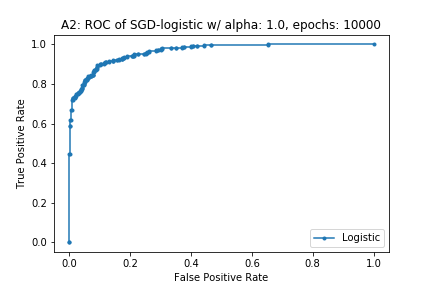 A2: ROC of SGD-logistic w/ alpha: 1.0, epochs: 10000
1.0
0.8
0.6
0.4
0.2
0.0
True Positive Rate
Logistic
0.0 0.2 0.4 0.6 0.8 1.0
False Positive Rate